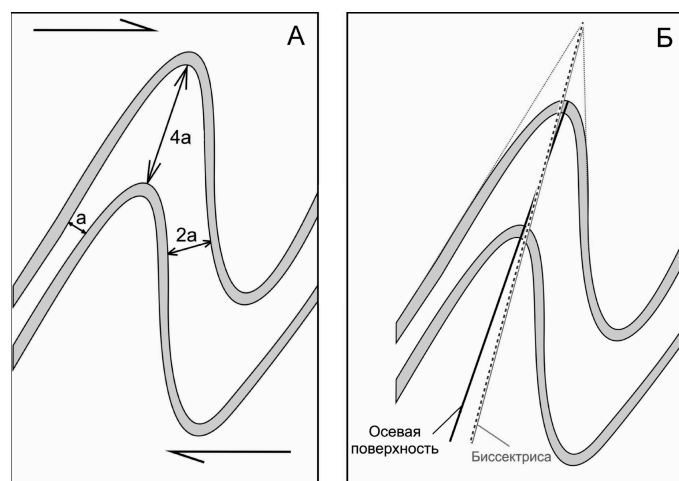 А
4a
a
2a
Б
Осевая
поверхность
Биссектриса